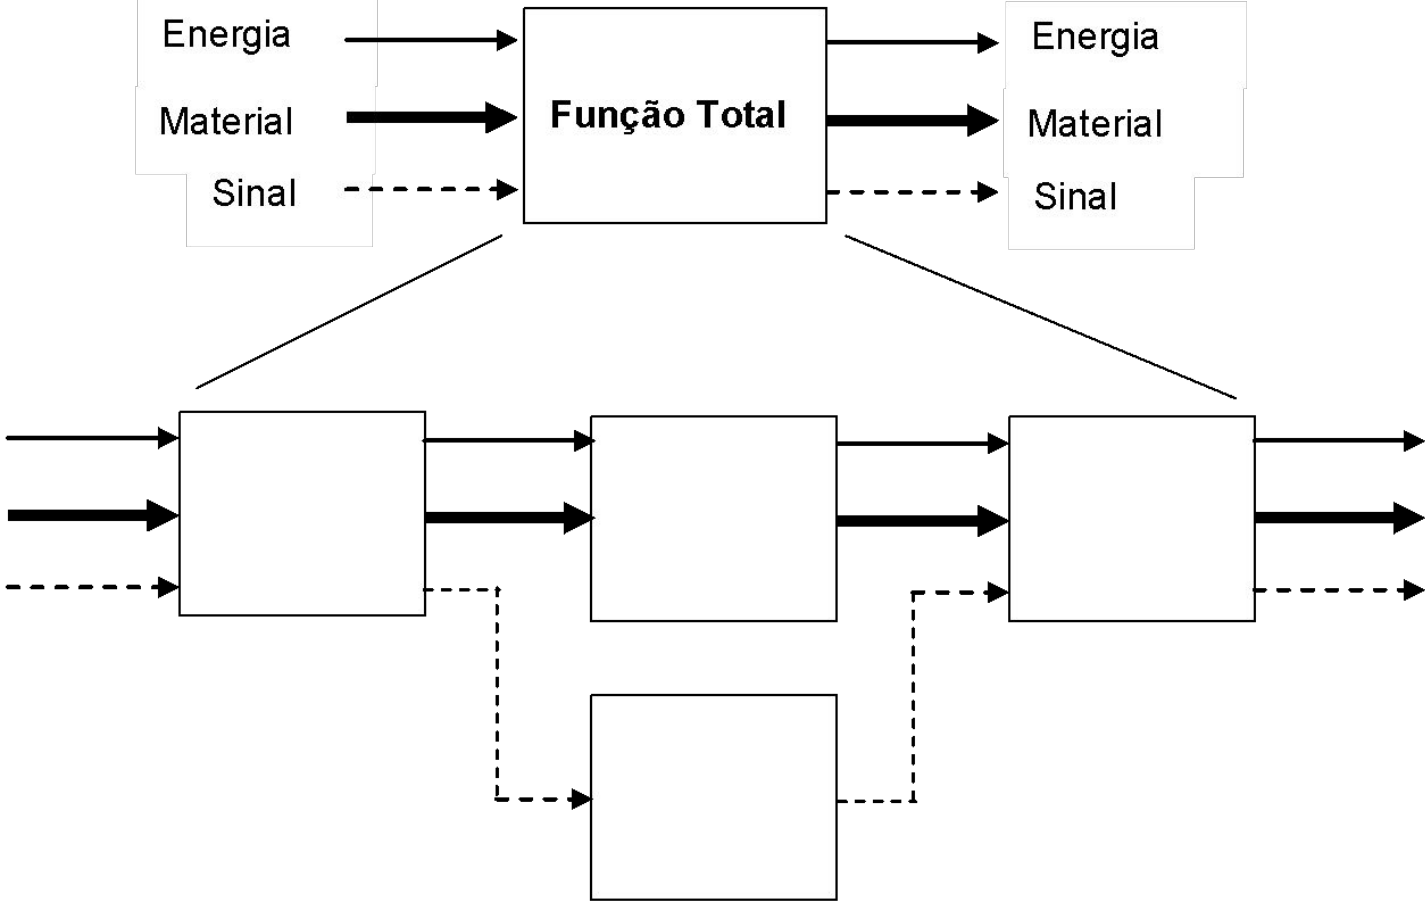 Energia
Energia
Função Total
Material
Material
Sinal
Sinal